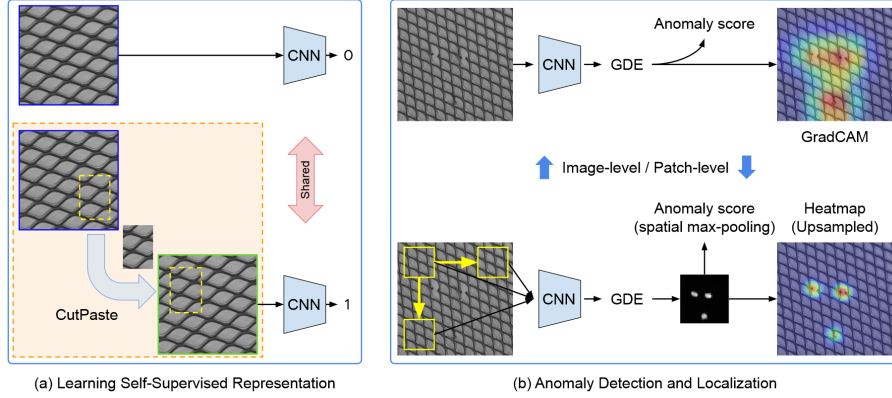 CNN
0
Shared
CutPaste
CNN
1
(a) Learning Self-Supervised Representation
CNN
GDE
Anomaly score
GradCAM
Image-level / Patch-level
Anomaly score
(spatial max-pooling)
Heatmap
(Upsampled)
CNN
GDE
(b) Anomaly Detection and Localization